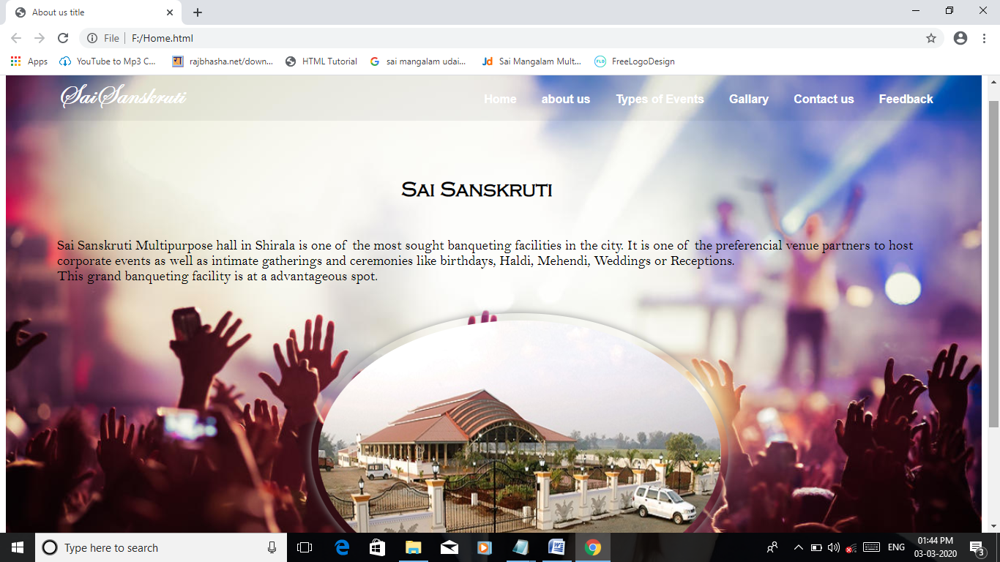 About us title
File
F:/Home.html
Apps
YouTube to Mp3 C...
rajbhasha.net/down...
HTML Tutorial
sai mangalam udai...
Sai Mangalam Mult...
FreeLogoDesign
Sai Sanskruti
Home about us Types of Events Gallary Contact us Feedback
Sai Sanskruti
Sai Sanskruti Multipurpose hall in Shirala is one of the most sought banqueting facilities in the city. It is one of the preferencial venue partners to host
corporate events as well as intimate gatherings and ceremonies like birthdays, Haldi, Mehendi, Weddings or Receptions.
This grand banqueting facility is at a advantageous spot.
Type here to search
ENG
01:44 PM
03-03-2020
3